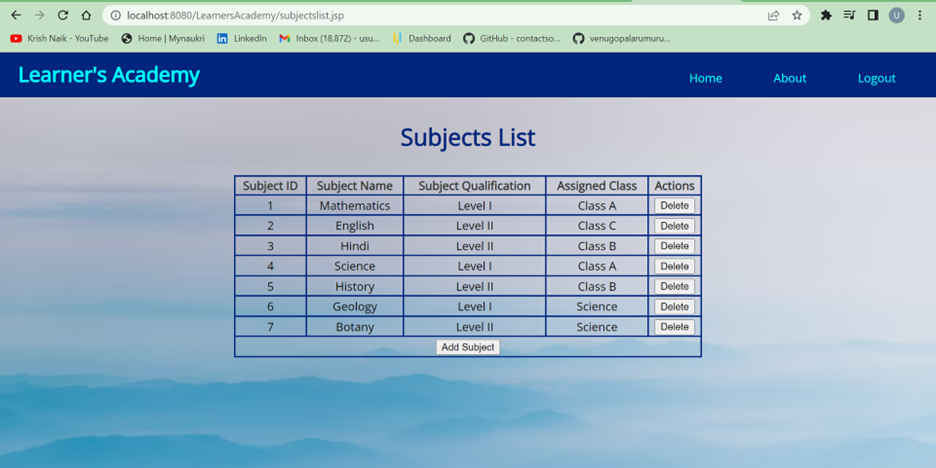 localhost:8080/LearnersAcademy/subjectslist.jsp
U
Krish Naik - YouTube Home | Mynaukri LinkedIn Inbox (18,872) - usu... Dashboard GitHub - contactso... venugopalarumuru...
Learner's Academy Home About Logout
Subjects List
Subject ID Subject Name Subject Qualification Assigned Class Actions
1 Mathematics Level I Class A Delete
2 English Level II Class C Delete
3 Hindi Level II Class B Delete
4 Science Level I Class A Delete
5 History Level II Class B Delete
6 Geology Level I Science Delete
7 Botany Level II Science Delete
Add Subject